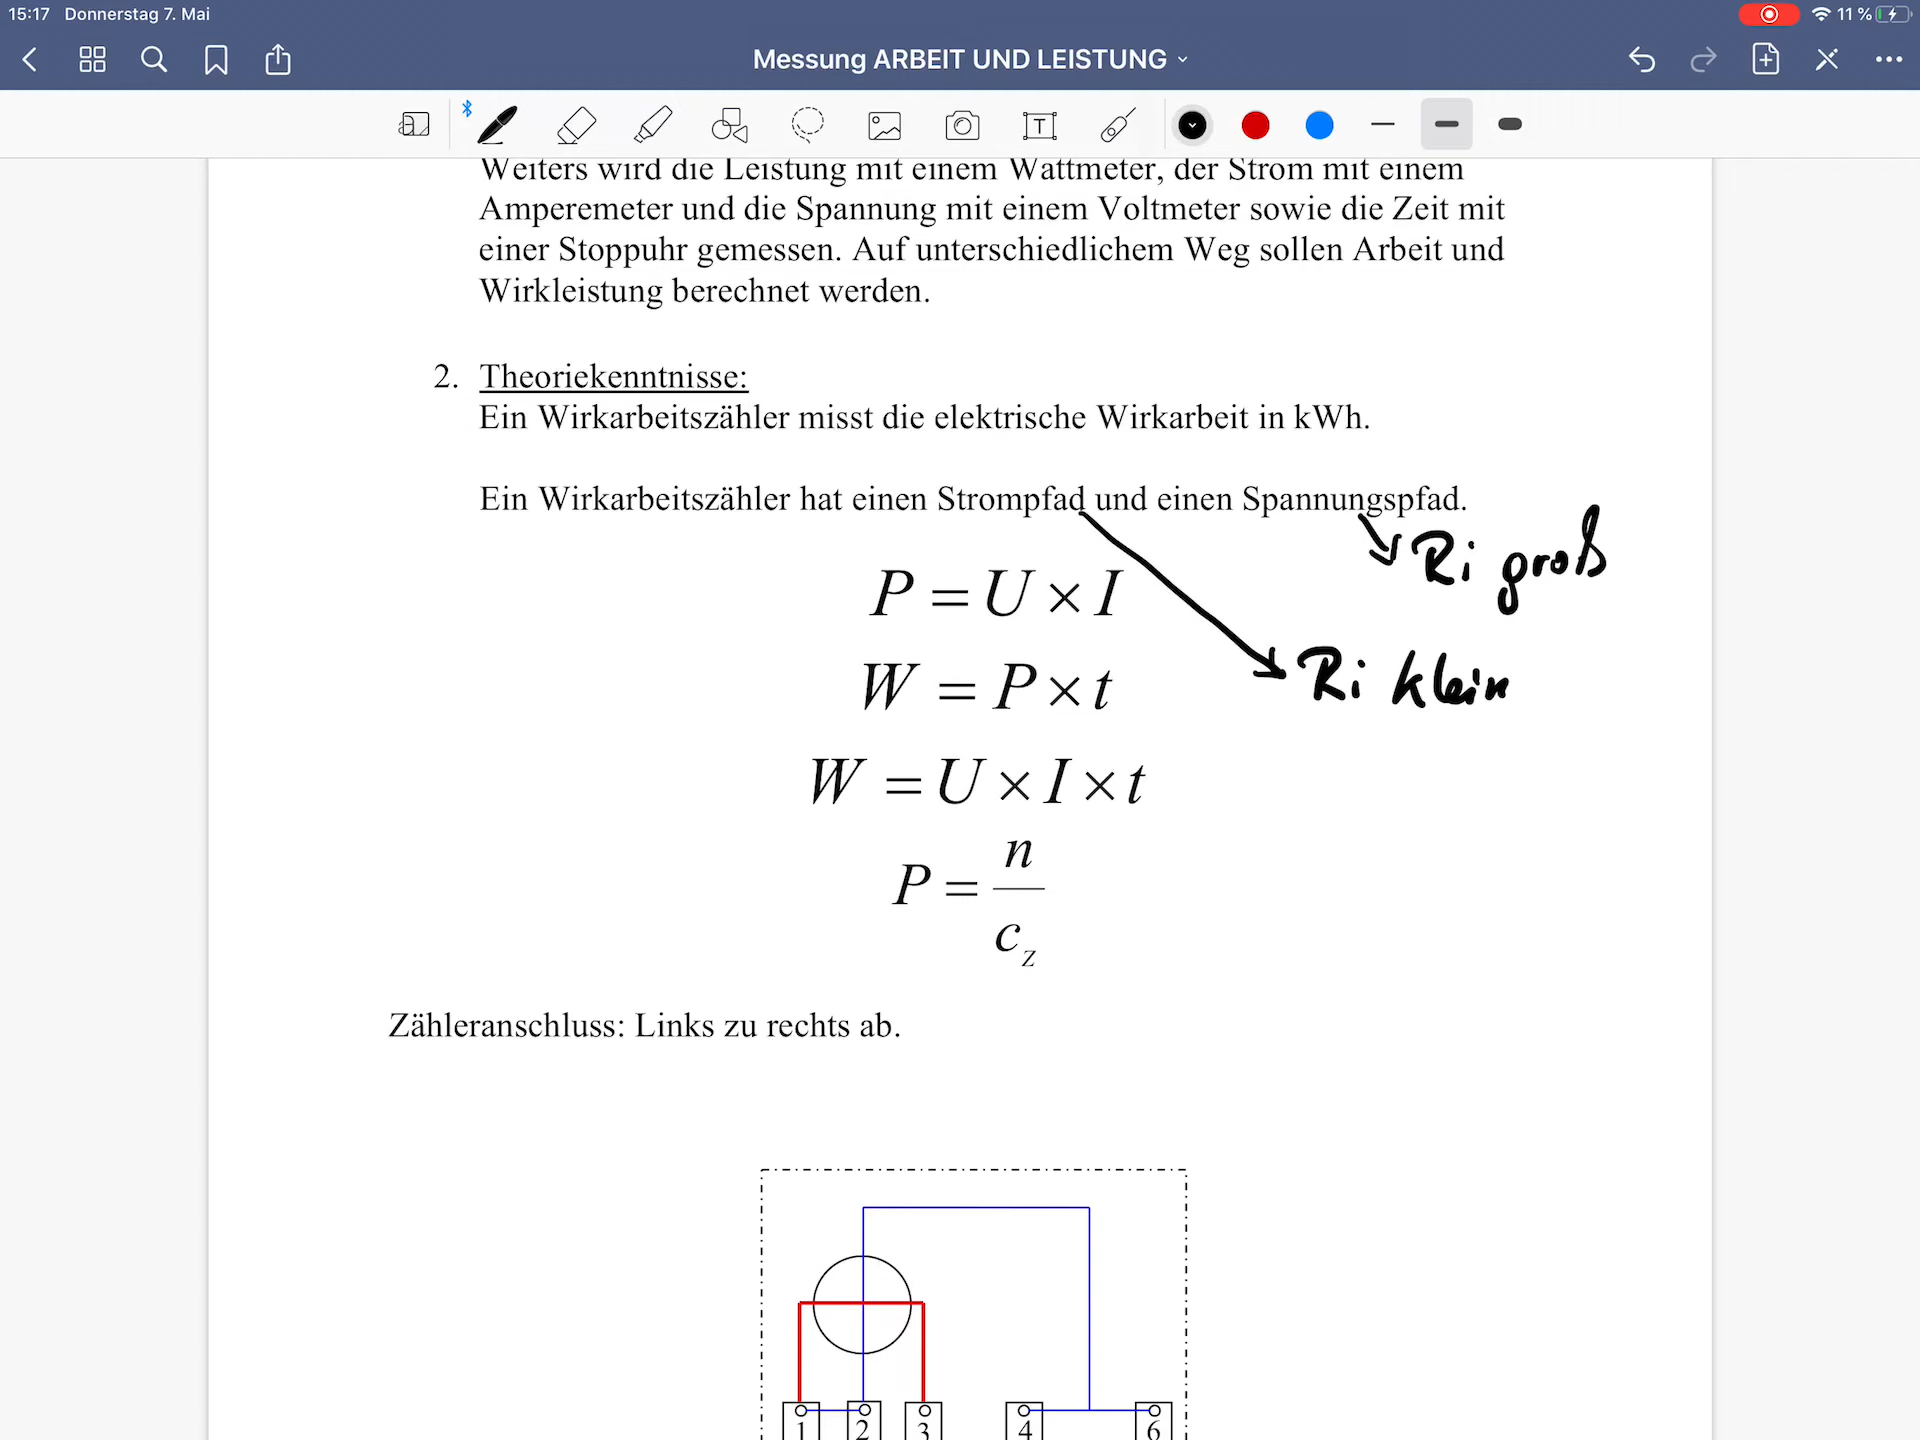 15:17 Donnerstag 7. Mai
11 %
Messung ARBEIT UND LEISTUNG
Weiters wird die Leistung mit einem Wattmeter, der Strom mit einem
Amperemeter und die Spannung mit einem Voltmeter sowie die Zeit mit
einer Stoppuhr gemessen. Auf unterschiedlichem Weg sollen Arbeit und
Wirkleistung berechnet werden.
2. Theoriekenntnisse:
Ein Wirkarbeitszähler misst die elektrische Wirkarbeit in kWh.
Ein Wirkarbeitszähler hat einen Strompfad und einen Spannungspfad.
Ri groß
P = U × I
Ri klein
W = P × t
W = U × I × t
P = n / c_z
Zähleranschluss: Links zu rechts ab.
1 2 3 4 6